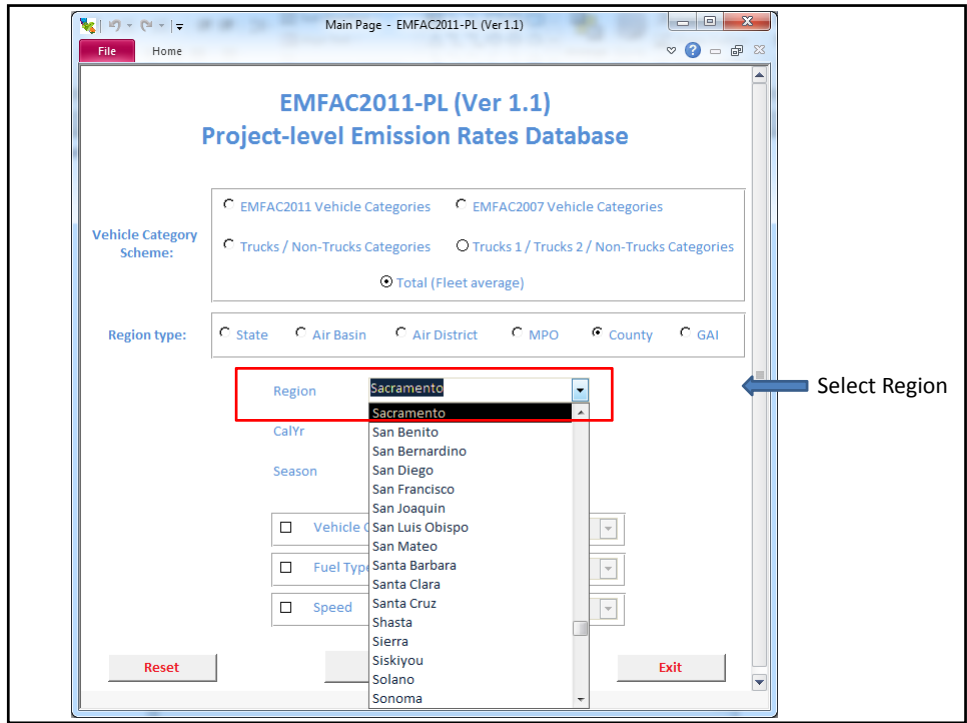 Main Page - EMFAC2011-PL (Ver 1.1)
File Home
EMFAC2011-PL (Ver 1.1)
Project-level Emission Rates Database
Vehicle Category Scheme:
EMFAC2011 Vehicle Categories EMFAC2007 Vehicle Categories
Trucks / Non-Trucks Categories Trucks 1 / Trucks 2 / Non-Trucks Categories
Total (Fleet average)
Region type: State Air Basin Air District MPO County GAI
Region Sacramento
Select Region
Sacramento
CalYr
San Benito
San Bernardino
Season
San Diego
San Francisco
San Joaquin
Vehicle
San Luis Obispo
San Mateo
Fuel Type
Santa Barbara
Santa Clara
Speed
Santa Cruz
Shasta
Sierra
Siskiyou
Solano
Sonoma
Reset
Exit